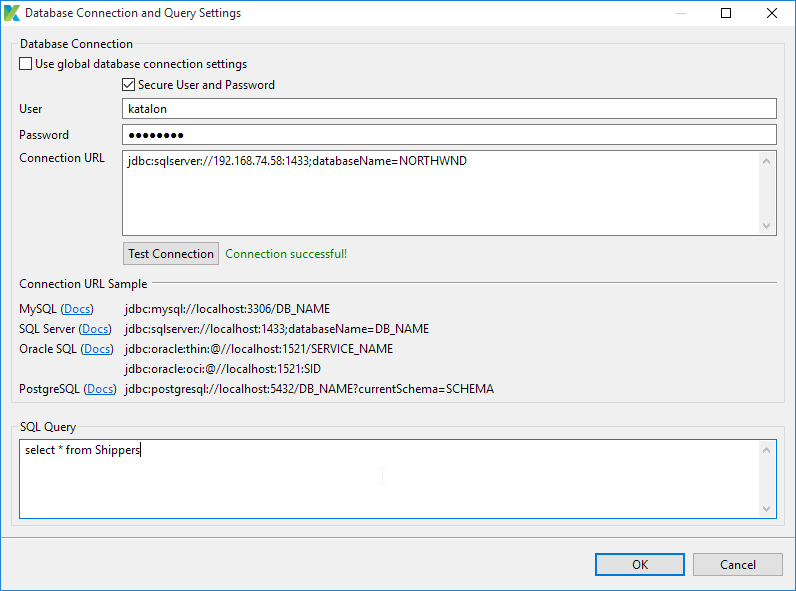 Database Connection and Query Settings
Database Connection
Use global database connection settings
Secure User and Password
User katalon
Password ●●●●●●●●
Connection URL jdbc:sqlserver://192.168.74.58:1433;databaseName=NORTHWND
Test Connection Connection successful!
Connection URL Sample
MySQL (Docs) jdbc:mysql://localhost:3306/DB_NAME
SQL Server (Docs) jdbc:sqlserver://localhost:1433;databaseName=DB_NAME
Oracle SQL (Docs) jdbc:oracle:thin:@//localhost:1521/SERVICE_NAME
jdbc:oracle:oci:@//localhost:1521:SID
PostgreSQL (Docs) jdbc:postgresql://localhost:5432/DB_NAME?currentSchema=SCHEMA
SQL Query
select * from Shippers
OK Cancel